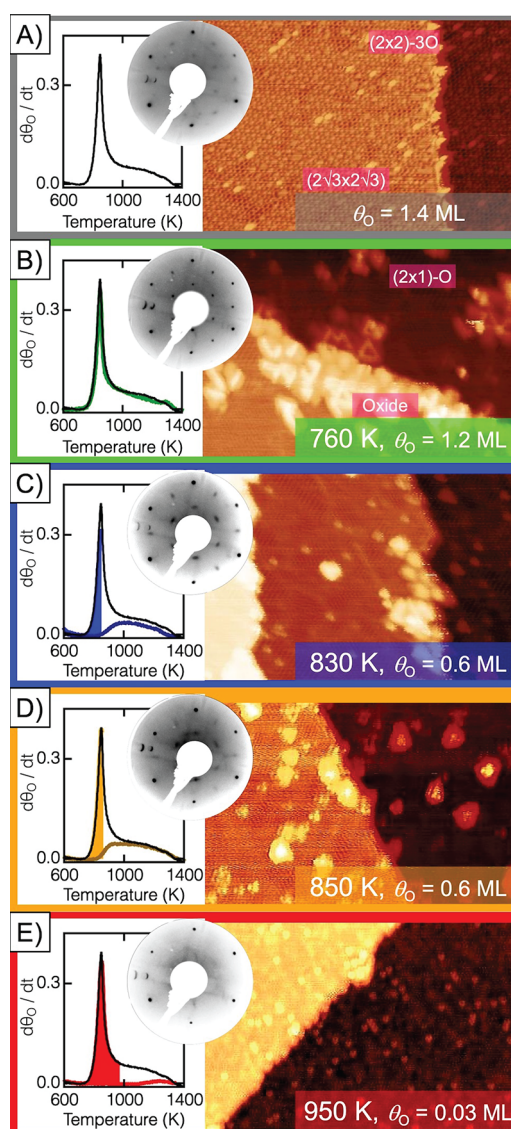 A)
(2x2)-3O
0.3
dθO / dt
0.0
600 1000 1400
Temperature (K)
(2√3x2√3)
θO = 1.4 ML
B)
(2x1)-O
0.3
dθO / dt
0.0
600 1000 1400
Temperature (K)
Oxide
760 K, θO = 1.2 ML
C)
0.3
dθO / dt
0.0
600 1000 1400
Temperature (K)
830 K, θO = 0.6 ML
D)
0.3
dθO / dt
0.0
600 1000 1400
Temperature (K)
850 K, θO = 0.6 ML
E)
0.3
dθO / dt
0.0
600 1000 1400
Temperature (K)
950 K, θO = 0.03 ML